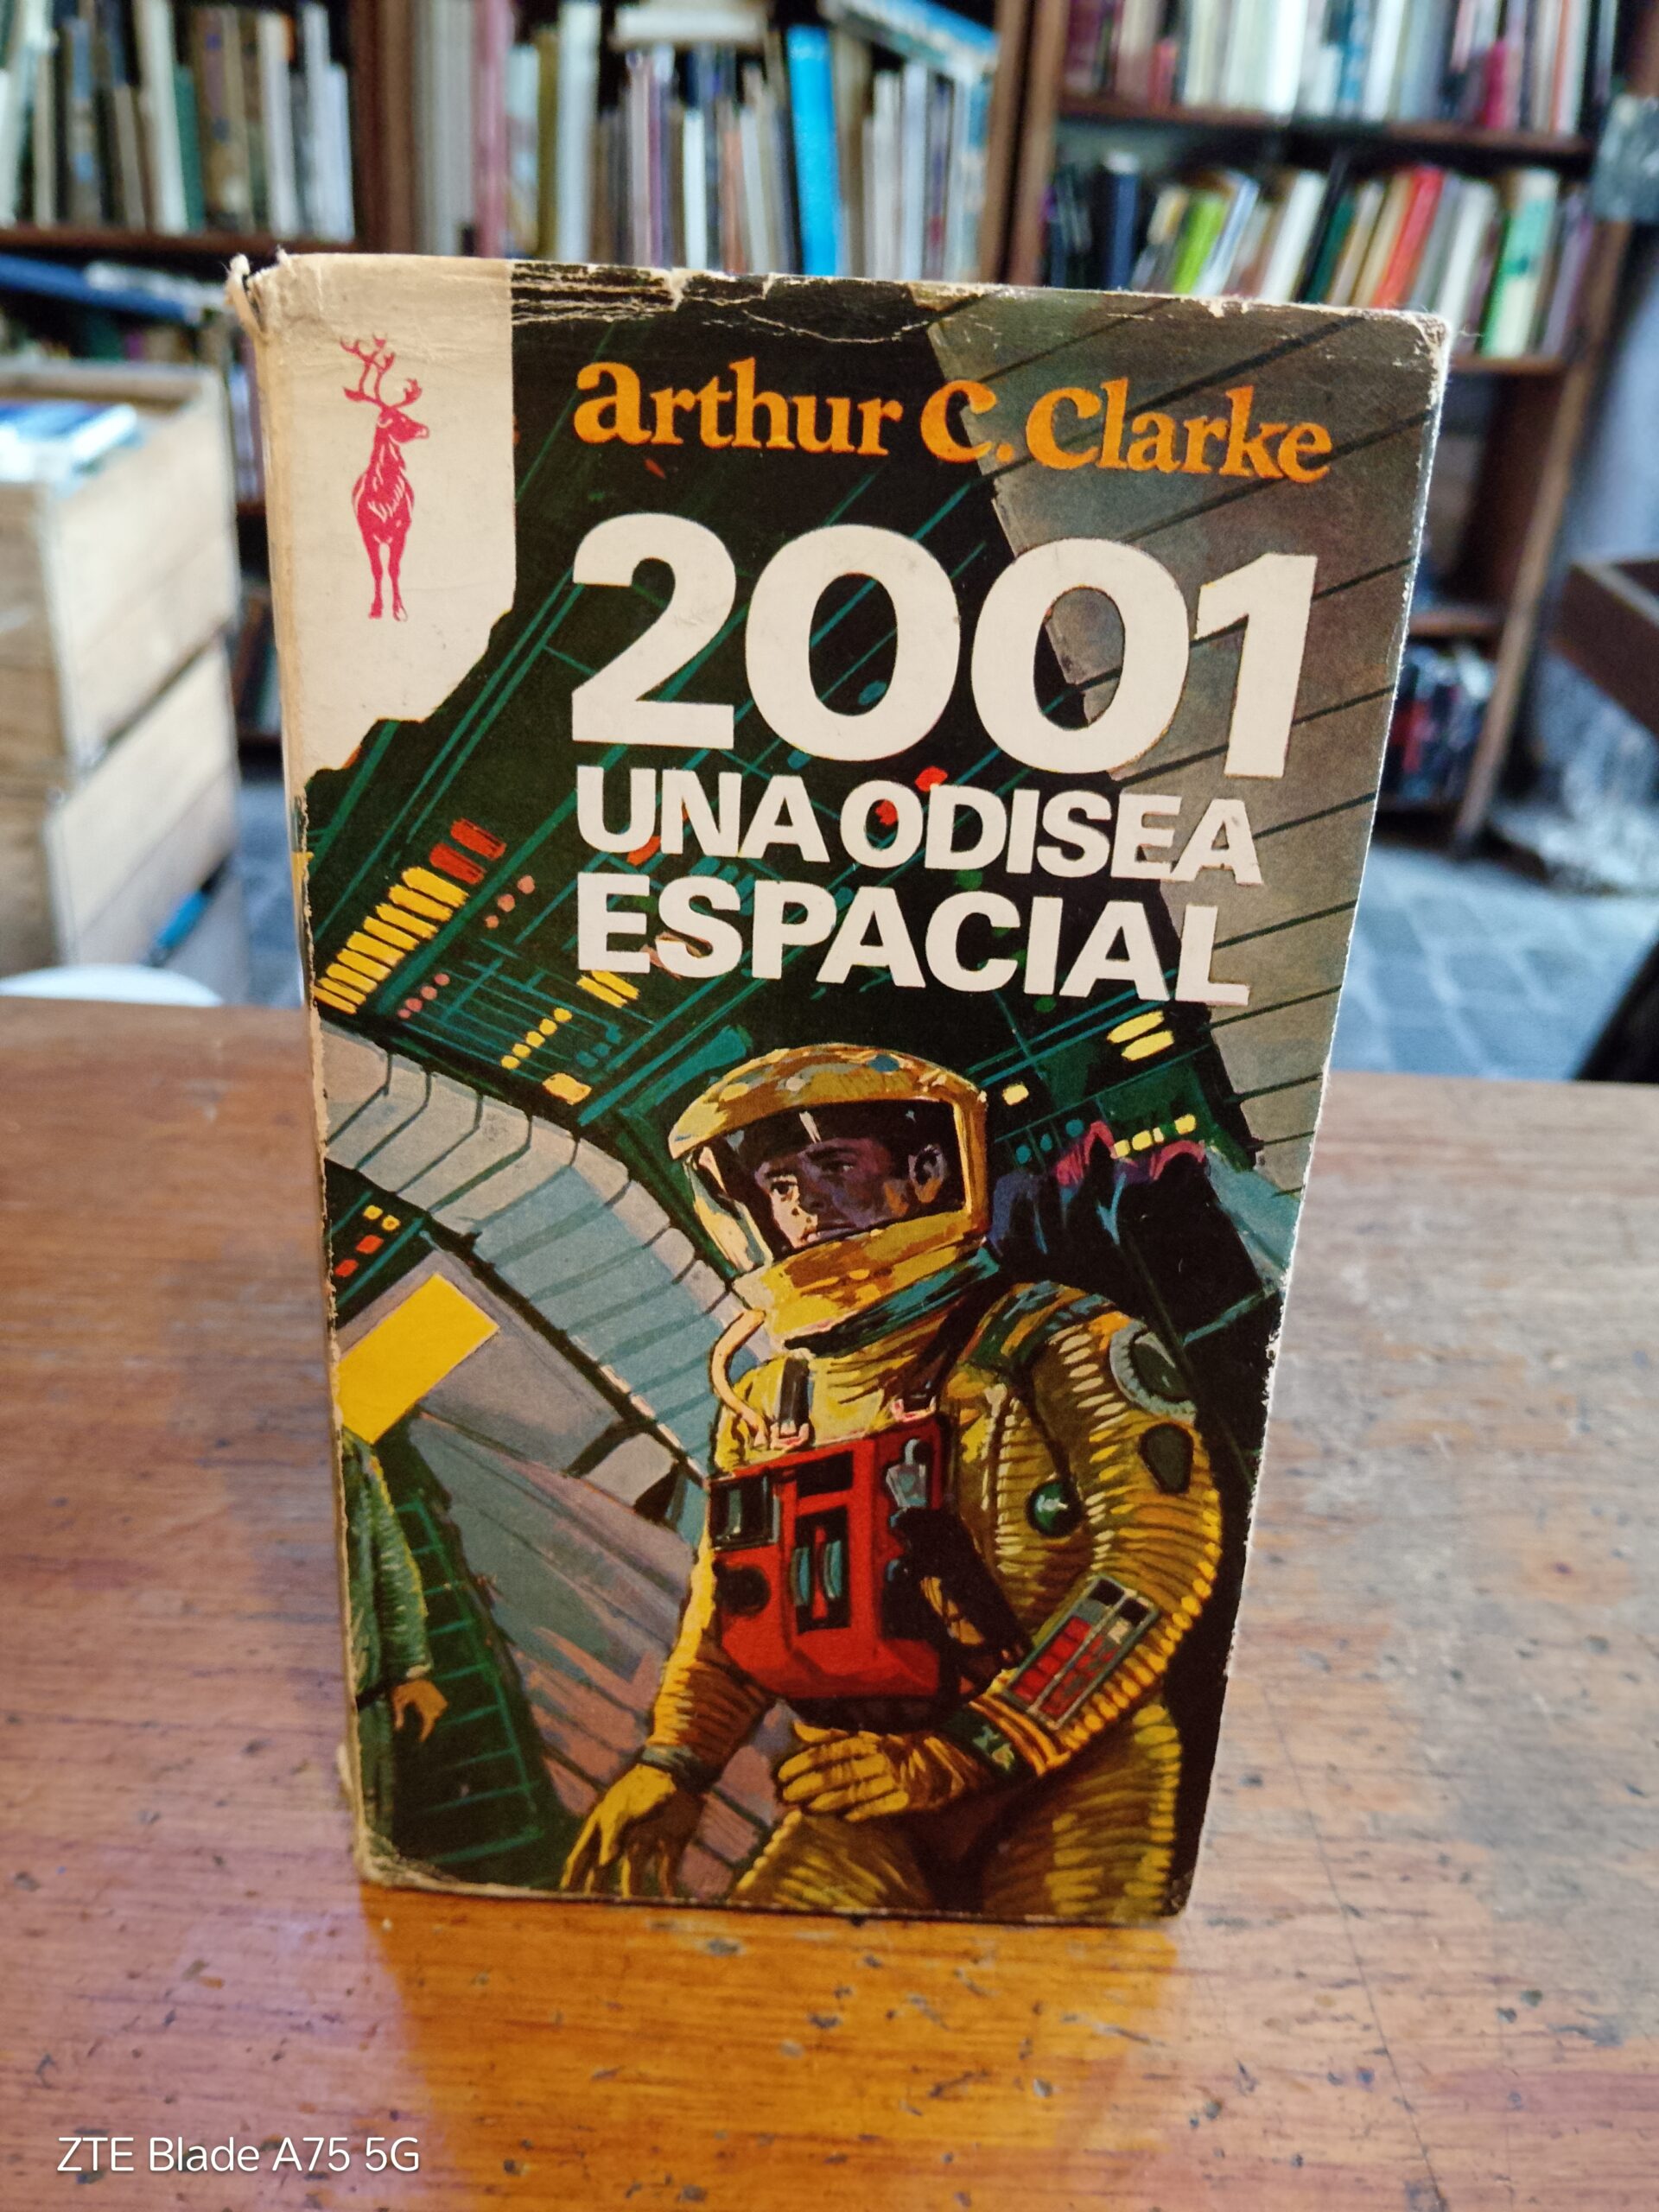 arthur C. Clarke
2001
UNA ODISEA
ESPACIAL
ZTE Blade A75 5G